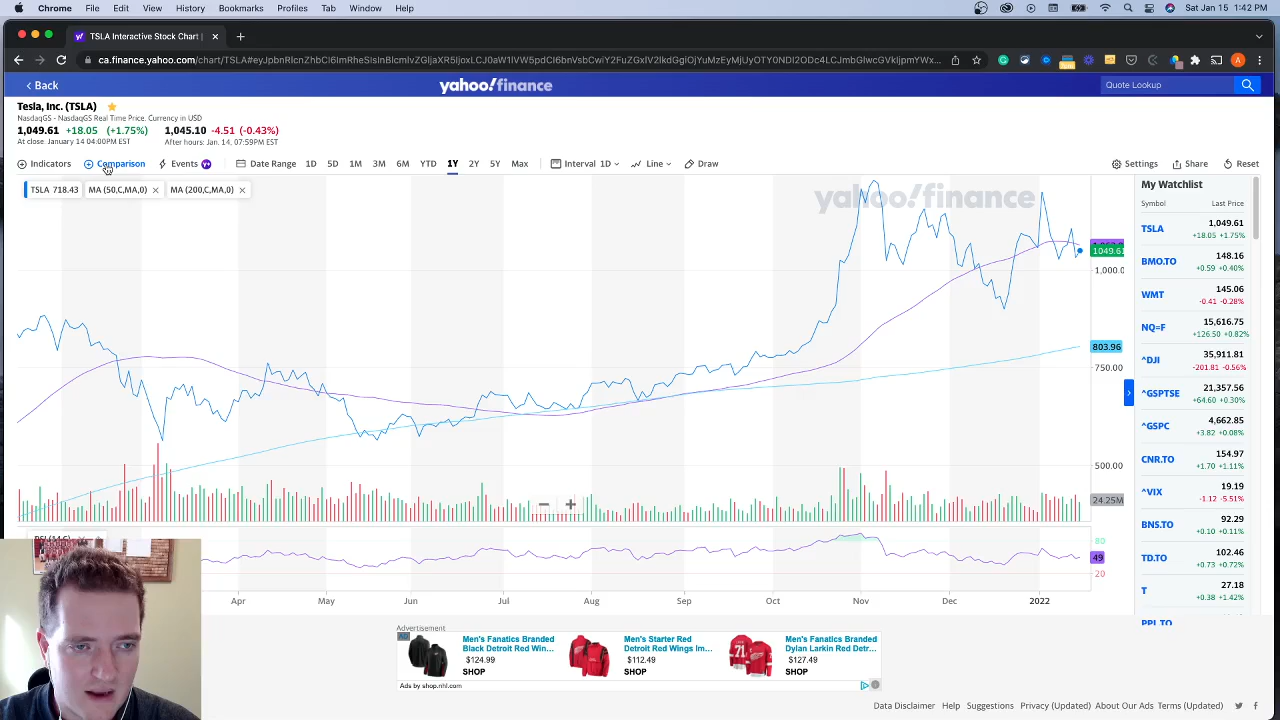 Chrome File Edit View History Bookmarks Profiles Tab Window Help Sat Jan 15 1:42 PM
TSLA Interactive Stock Chart |
ca.finance.yahoo.com/chart/TSLA
Back
yahoo!finance
Quote Lookup
Tesla, Inc. (TSLA)
NasdaqGS - NasdaqGS Real Time Price. Currency in USD
1,049.61 +18.05 (+1.75%) 1,045.10 -4.51 (-0.43%)
At close: January 14 04:00PM EST After hours: Jan. 14, 07:59PM EST
Indicators Comparison Events Y+ Date Range 1D 5D 1M 3M 6M YTD 1Y 2Y 5Y Max Interval 1D Line Draw Settings Share Reset
TSLA 718.43 MA (50,C,MA,0) MA (200,C,MA,0)
yahoo!finance
1049.61
1,000.0
803.96
750.00
500.00
24.25M
80
49
20
Apr May Jun Jul Aug Sep Oct Nov Dec 2022
My Watchlist
Symbol Last Price
TSLA 1,049.61
+18.05 +1.75%
BMO.TO 148.16
+0.59 +0.40%
WMT 145.06
-0.41 -0.28%
NQ=F 15,616.75
+126.50 +0.82%
^DJI 35,911.81
-201.81 -0.56%
^GSPTSE 21,357.56
+64.60 +0.30%
^GSPC 4,662.85
+3.82 +0.08%
CNR.TO 154.97
+1.70 +1.11%
^VIX 19.19
-1.12 -5.51%
BNS.TO 92.29
+0.10 +0.11%
TD.TO 102.46
+0.73 +0.72%
T 27.18
+0.38 +1.42%
PPL.TO
Advertisement
AD
Men's Fanatics Branded
Black Detroit Red Win...
$124.99
SHOP
Men's Starter Red
Detroit Red Wings Im...
$112.49
SHOP
Men's Fanatics Branded
Dylan Larkin Red Detr...
$127.49
SHOP
Ads by shop.nhl.com
Data Disclaimer Help Suggestions Privacy (Updated) About Our Ads Terms (Updated)